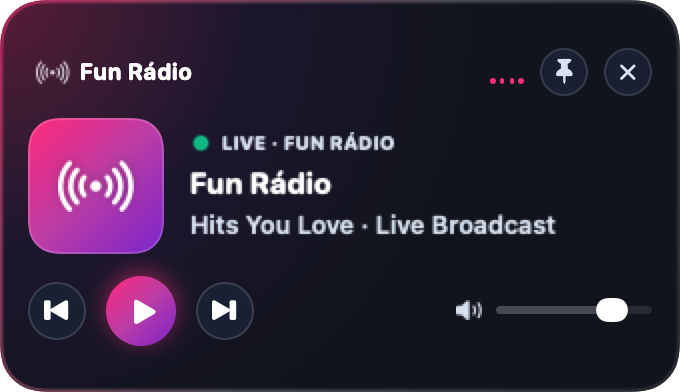 Fun Rádio
LIVE · FUN RÁDIO
Fun Rádio
Hits You Love · Live Broadcast